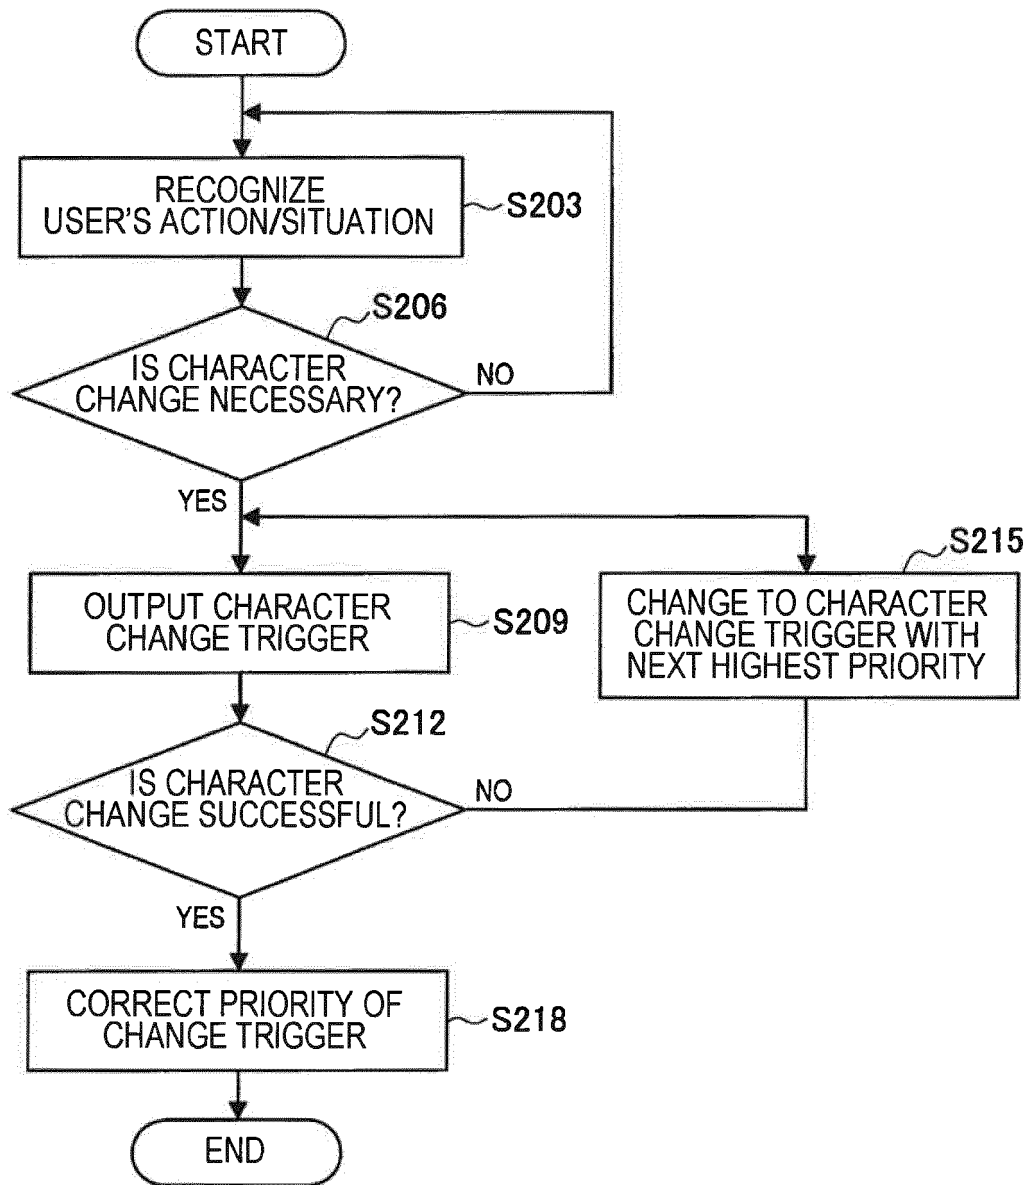 START
RECOGNIZE
USER'S ACTION/SITUATION
S203
S206
IS CHARACTER
CHANGE NECESSARY?
NO
YES
S215
OUTPUT CHARACTER
CHANGE TRIGGER
S209
CHANGE TO CHARACTER
CHANGE TRIGGER WITH
NEXT HIGHEST PRIORITY
S212
IS CHARACTER
CHANGE SUCCESSFUL?
NO
YES
CORRECT PRIORITY OF
CHANGE TRIGGER
S218
END